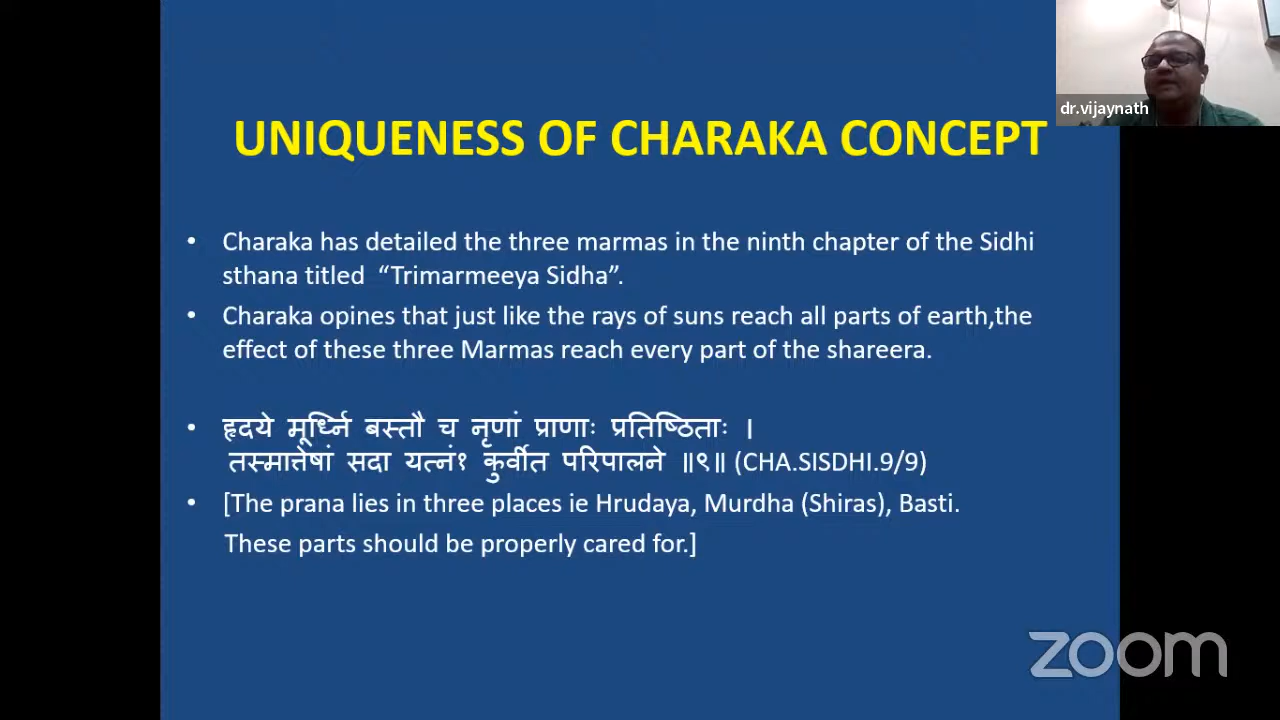 dr.vijaynath
UNIQUENESS OF CHARAKA CONCEPT
• Charaka has detailed the three marmas in the ninth chapter of the Sidhi
sthana titled “Trimarmeeya Sidha”.
• Charaka opines that just like the rays of suns reach all parts of earth,the
effect of these three Marmas reach every part of the shareera.
• हृदये मूर्ध्नि बस्तौ च नृणां प्राणाः प्रतिष्ठिताः ।
तस्मात्तेषां सदा यत्नं१ कुर्वीत परिपालने ॥९॥ (CHA.SISDHI.9/9)
• [The prana lies in three places ie Hrudaya, Murdha (Shiras), Basti.
These parts should be properly cared for.]
zoom